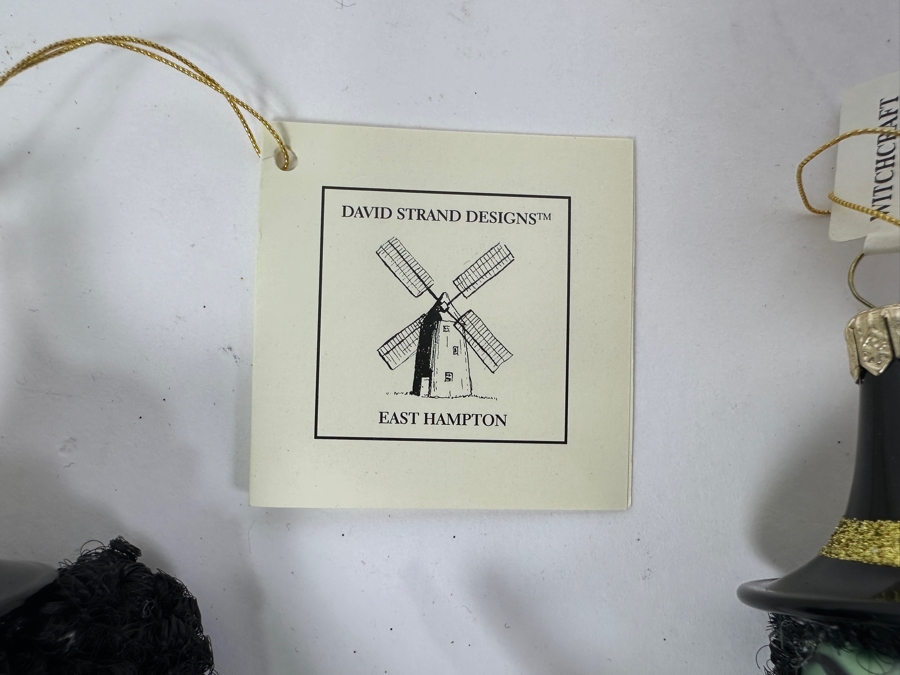 DAVID STRAND DESIGNS™
EAST HAMPTON
WITCHCRAFT